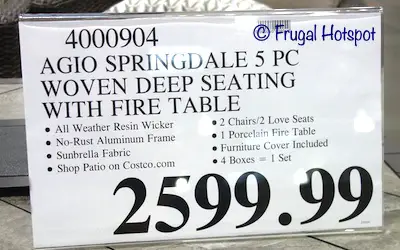 © Frugal Hotspot
4000904
AGIO SPRINGDALE 5 PC
WOVEN DEEP SEATING
WITH FIRE TABLE
• All Weather Resin Wicker
• No-Rust Aluminum Frame
• Sunbrella Fabric
• Shop Patio on Costco.com
• 2 Chairs/2 Love Seats
• 1 Porcelain Fire Table
• Furniture Cover Included
• 4 Boxes = 1 Set
2599.99